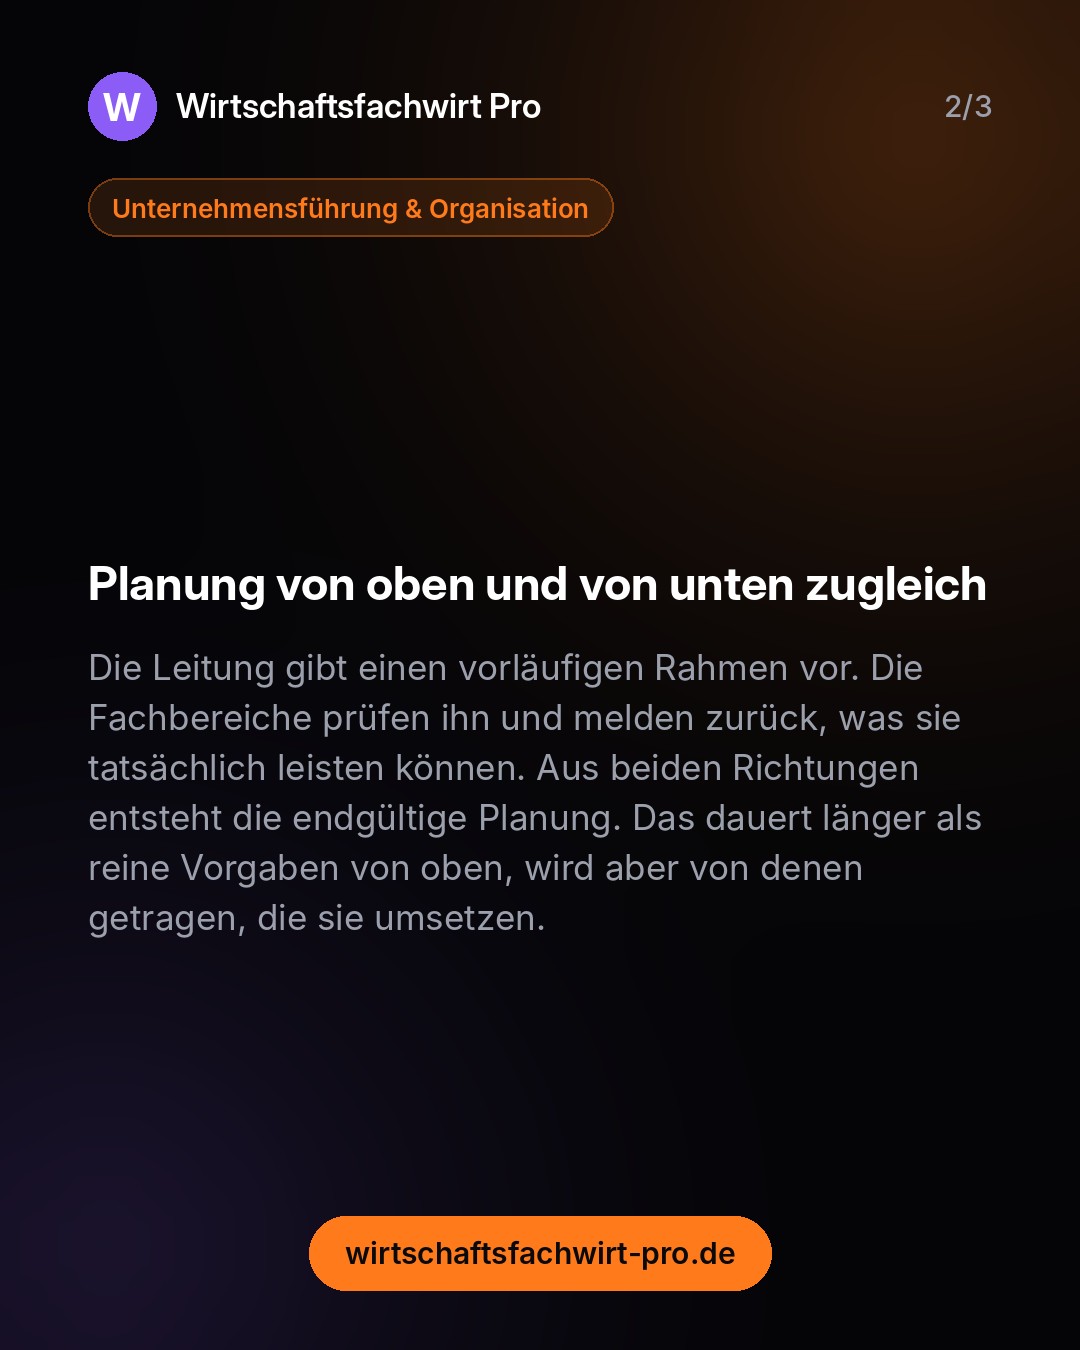 W Wirtschaftsfachwirt Pro
2/3
Unternehmensführung & Organisation
Planung von oben und von unten zugleich
Die Leitung gibt einen vorläufigen Rahmen vor. Die
Fachbereiche prüfen ihn und melden zurück, was sie
tatsächlich leisten können. Aus beiden Richtungen
entsteht die endgültige Planung. Das dauert länger als
reine Vorgaben von oben, wird aber von denen
getragen, die sie umsetzen.
wirtschaftsfachwirt-pro.de